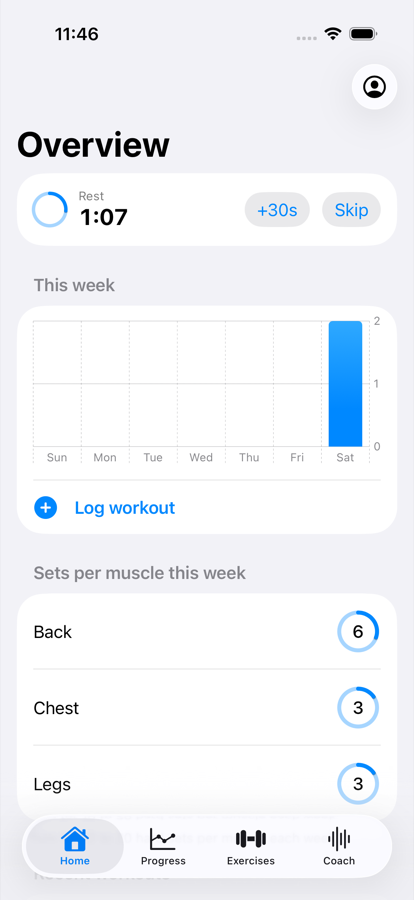 11:46
Overview
Rest
1:07
+30s
Skip
This week
2
1
0
Sun Mon Tue Wed Thu Fri Sat
Log workout
Sets per muscle this week
Back 6
Chest 3
Legs 3
Home Progress Exercises Coach